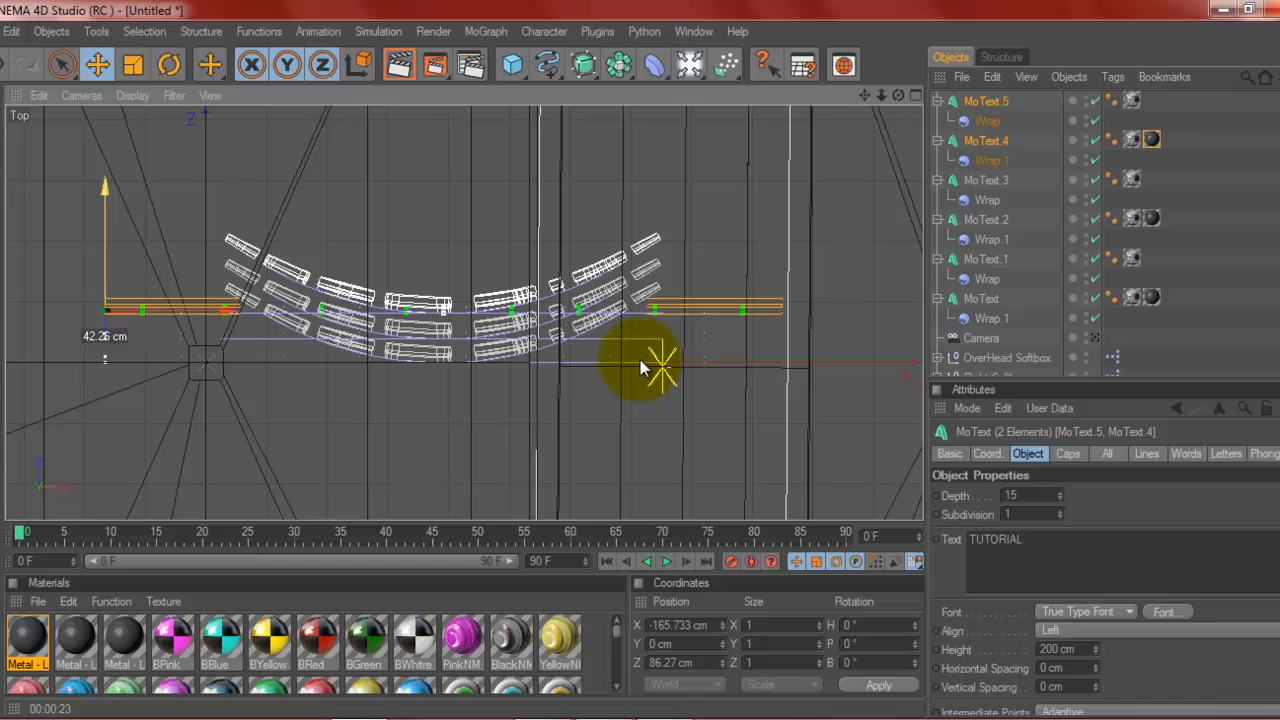 NEMA 4D Studio (RC ) - [Untitled *]
Edit Objects Tools Selection Structure Functions Animation Simulation Render MoGraph Character Plugins Python Window Help
X Y Z
Objects Structure
File Edit View Objects Tags Bookmarks
Edit Cameras Display Filter View
Top
Z
MoText.5
Wrap
MoText.4
Wrap.1
MoText.3
Wrap
MoText.2
Wrap.1
MoText.1
Wrap
MoText
Wrap.1
Camera
OverHead Softbox
42.26 cm
Attributes
Mode Edit User Data
MoText (2 Elements) [MoText.5, MoText.4]
Basic Coord. Object Caps All Lines Words Letters Phong
Object Properties
Depth . . . . 15
Subdivision 1
Text TUTORIAL
Font True Type Font Font...
Align Left
Height 200 cm
Horizontal Spacing 0 cm
Vertical Spacing 0 cm
Intermediate Points Adaptive
Z
Y X
0 5 10 15 20 25 30 35 40 45 50 55 60 65 70 75 80 85 90 0 F
0 F 0 F 90 F 90 F
Materials
File Edit Function Texture
Metal - L Metal - L Metal - L BPink BBlue BYellow BRed BGreen BWhitre PinkNM BlackNM YellowNI
Coordinates
Position Size Rotation
X -165.733 cm X 1 H 0 °
Y 0 cm Y 1 P 0 °
Z 86.27 cm Z 1 B 0 °
World Scale Apply
00:00:23